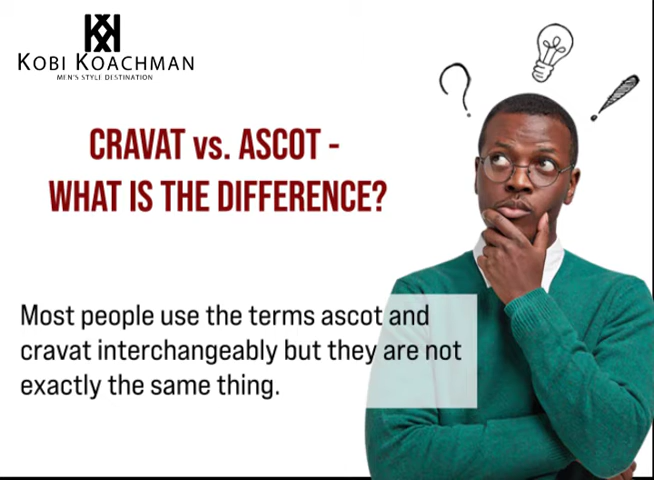 KOBI KOACHMAN
MEN'S STYLE DESTINATION
CRAVAT vs. ASCOT -
WHAT IS THE DIFFERENCE?
Most people use the terms ascot and
cravat interchangeably but they are not
exactly the same thing.